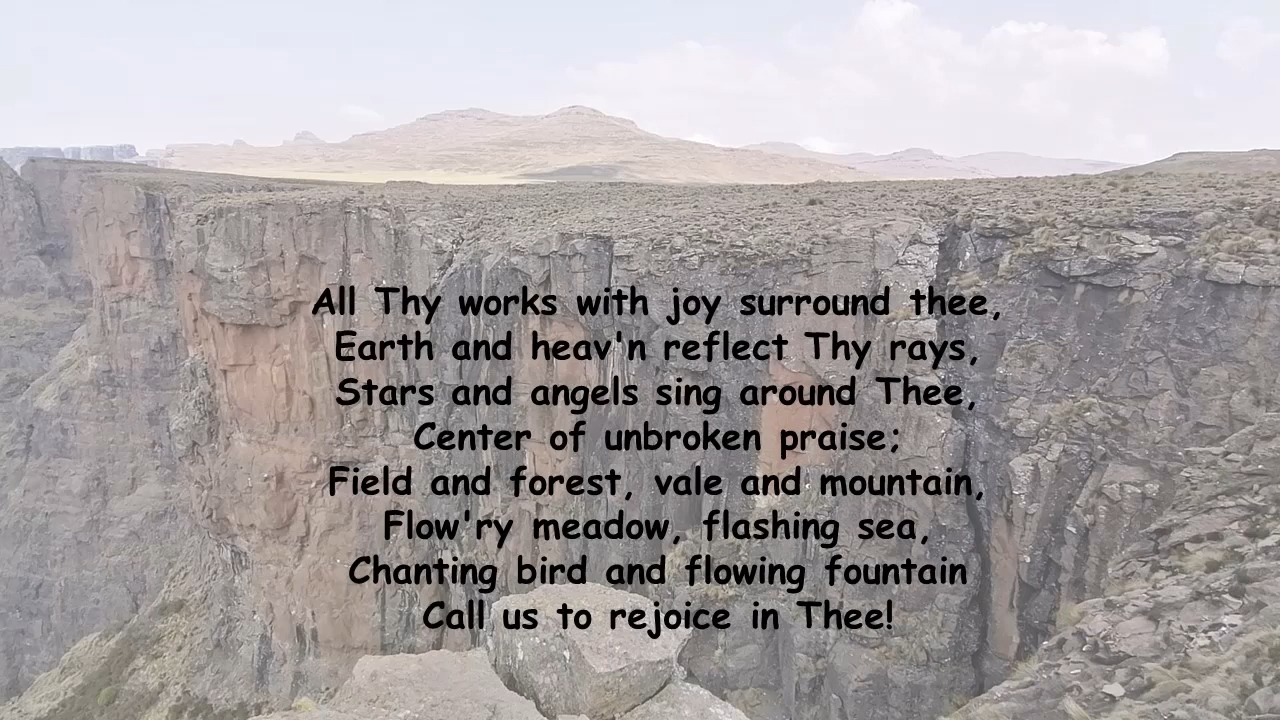 All Thy works with joy surround thee,
Earth and heav'n reflect Thy rays,
Stars and angels sing around Thee,
Center of unbroken praise;
Field and forest, vale and mountain,
Flow'ry meadow, flashing sea,
Chanting bird and flowing fountain
Call us to rejoice in Thee!